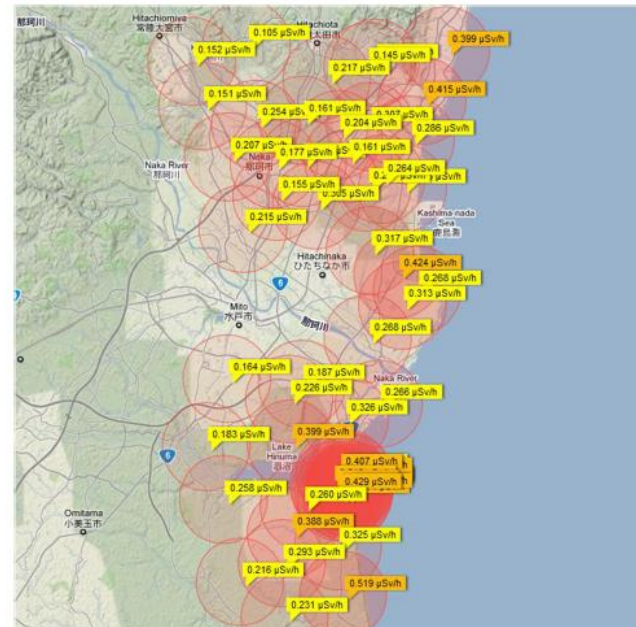 那珂川
Hitachiomiya
常陸大宮市
0.105 µSv/h
Hitachiota
太田市
0.152 µSv/h
0.145 µSv/h
0.399 µSv/h
0.217 µSv/h
0.151 µSv/h
0.415 µSv/h
0.254
0.161 µSv/h
0.204 µSv/h
0.286 µSv/h
0.207
0.177
0.161 µSv/h
Naka River
那珂川
Naka
那珂市
0.264 µSv/h
0.155 µSv/h
0.215 µSv/h
Kashima-nada
Sea
鹿島灘
0.317 µSv/h
Hitachinaka
ひたちなか市
0.424 µSv/h
0.268 µSv/h
6
0.313 µSv/h
Mito
水戸市
那珂川
0.268 µSv/h
0.164 µSv/h
0.187
0.226 µSv/h
Naka River
0.266 µSv/h
0.326 µSv/h
0.183 µSv/h
0.399 µSv/h
6
Lake
Hinuma
涸沼
0.407 µSv/h
0.429 µSv/h
0.258 µSv/h
0.260 µSv/h
Omitama
小美玉市
0.388 µSv/h
0.325 µSv/h
0.293 µSv/h
0.216 µSv/h
0.519 µSv/h
0.231 µSv/h